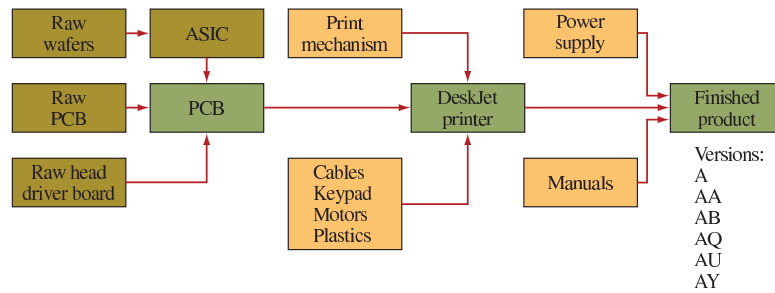 Raw
wafers
ASIC
Print
mechanism
Power
supply
Raw
PCB
PCB
DeskJet
printer
Finished
product
Raw head
driver board
Cables
Keypad
Motors
Plastics
Manuals
Versions:
A
AA
AB
AQ
AU
AY